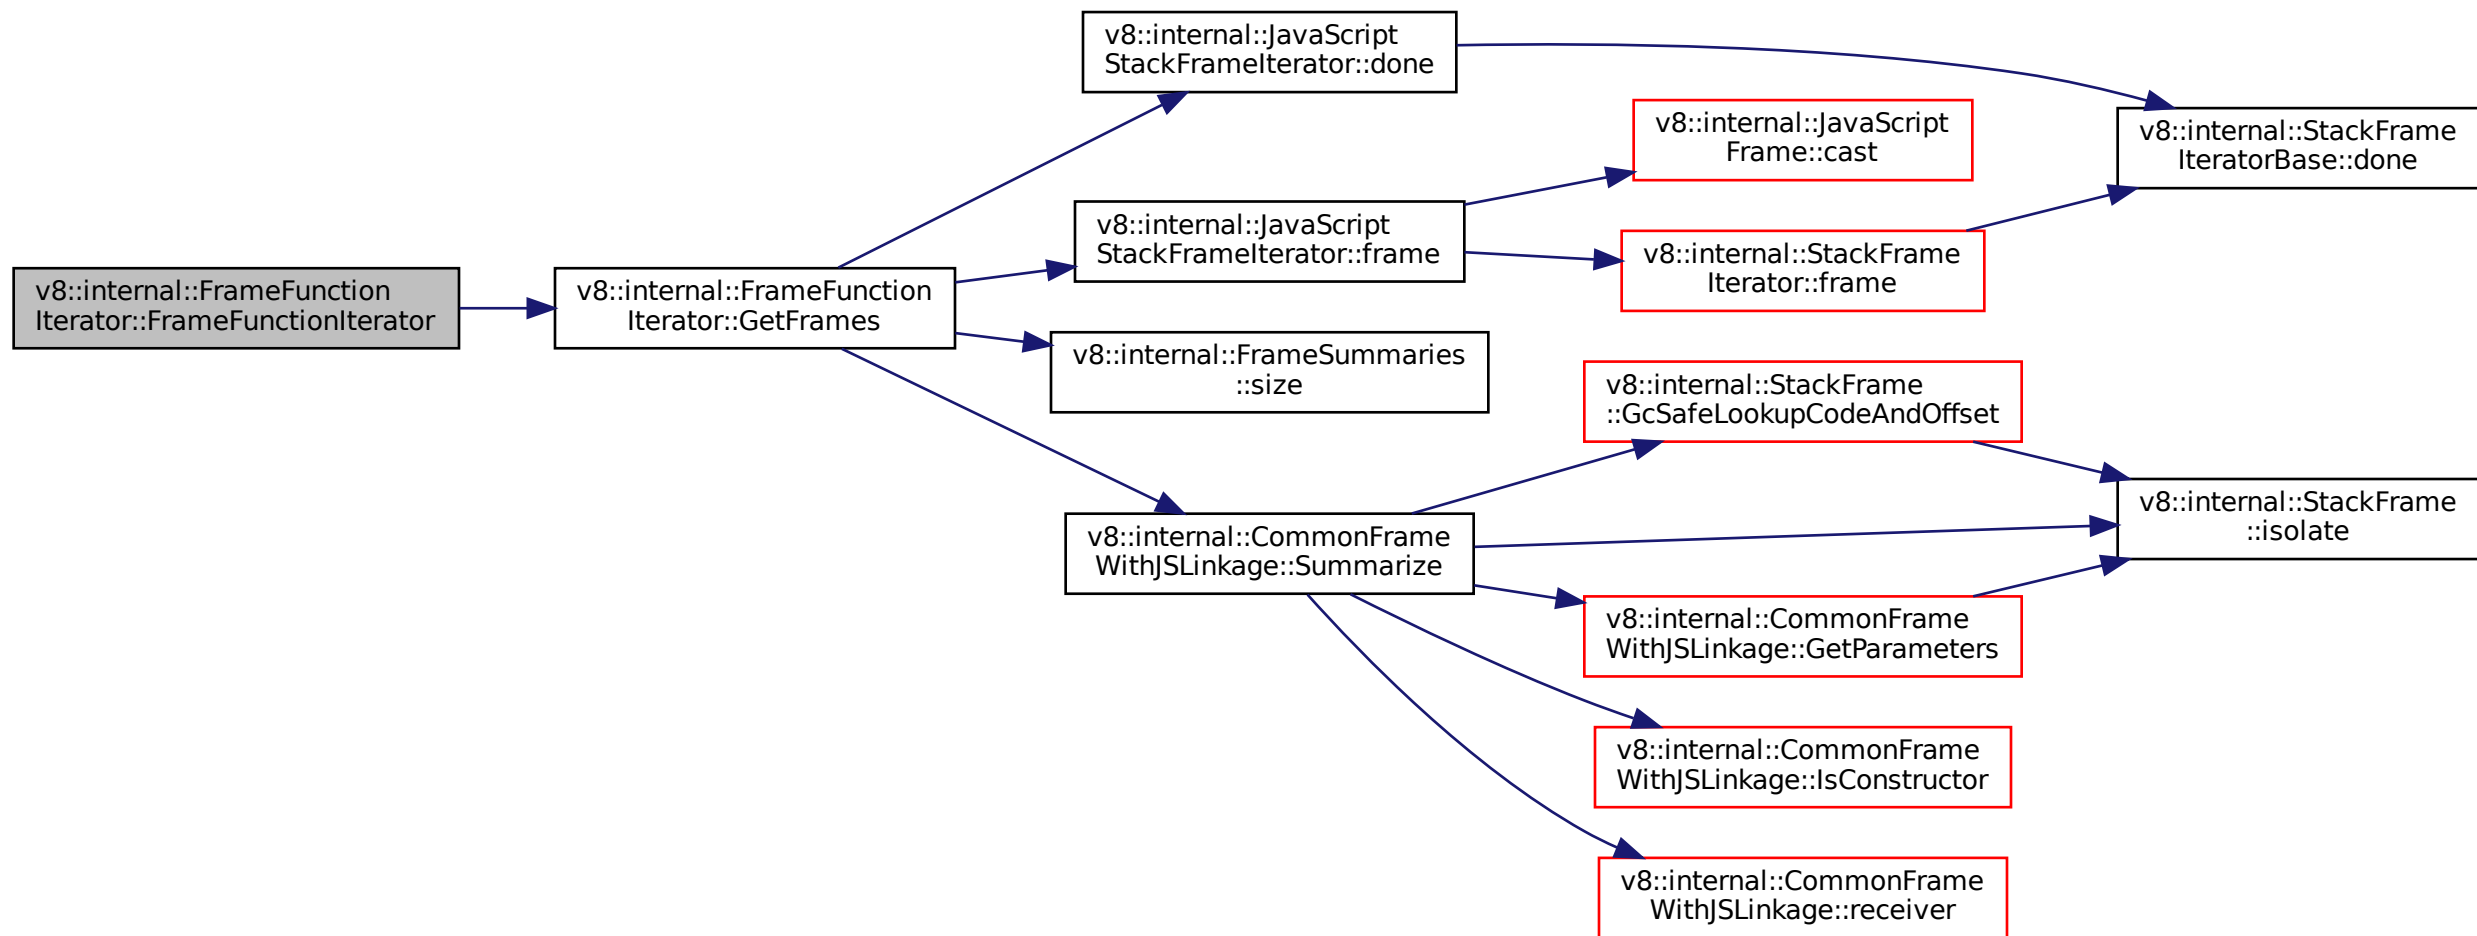 v8::internal::FrameFunction
Iterator::FrameFunctionIterator
v8::internal::FrameFunction
Iterator::GetFrames
v8::internal::JavaScript
StackFrameIterator::done
v8::internal::JavaScript
StackFrameIterator::frame
v8::internal::FrameSummaries
::size
v8::internal::CommonFrame
WithJSLinkage::Summarize
v8::internal::JavaScript
Frame::cast
v8::internal::StackFrame
Iterator::frame
v8::internal::StackFrame
::GcSafeLookupCodeAndOffset
v8::internal::CommonFrame
WithJSLinkage::GetParameters
v8::internal::CommonFrame
WithJSLinkage::IsConstructor
v8::internal::CommonFrame
WithJSLinkage::receiver
v8::internal::StackFrame
IteratorBase::done
v8::internal::StackFrame
::isolate